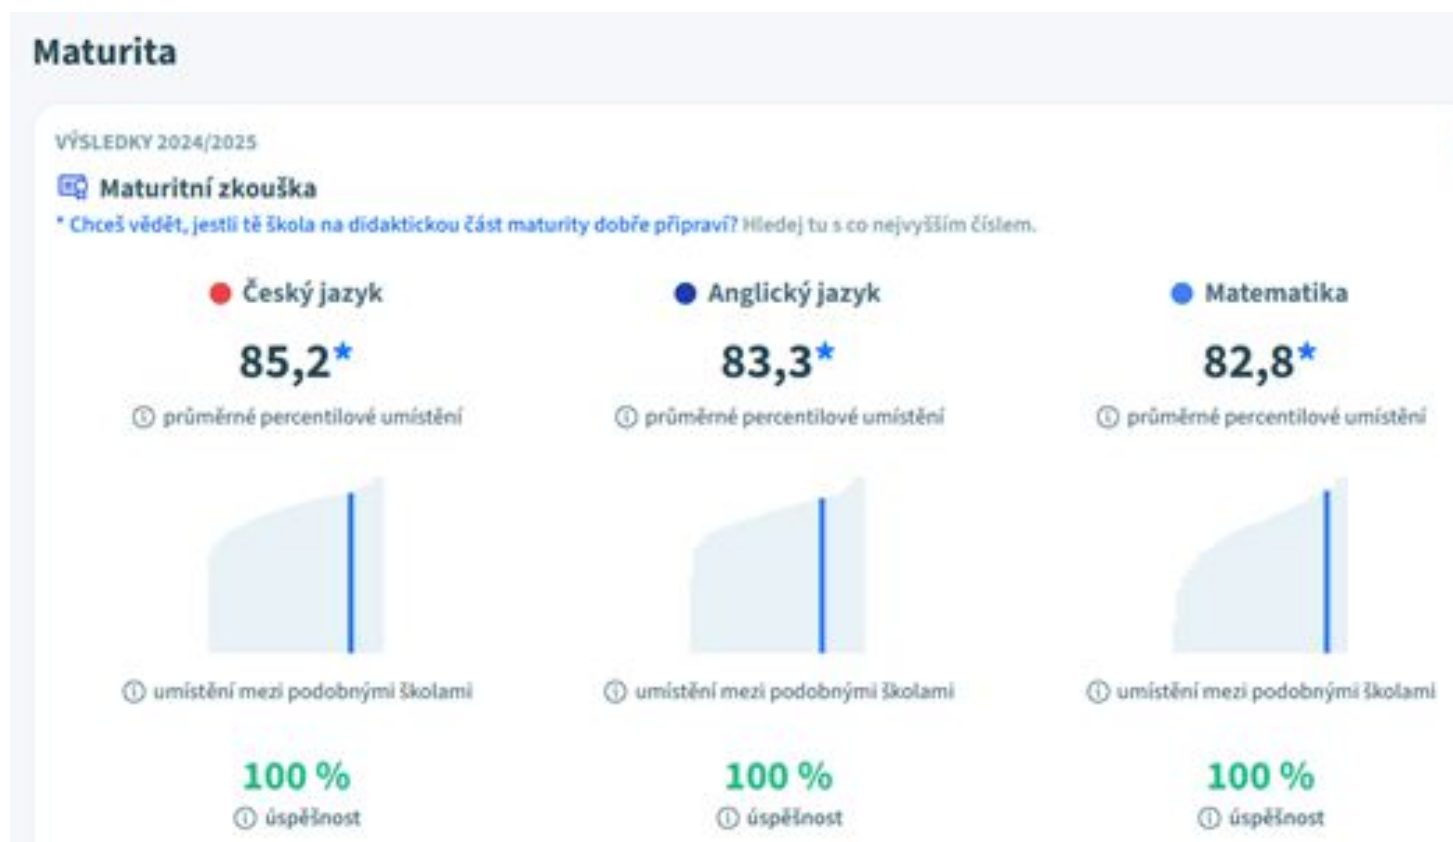 Maturita
VÝSLEDKY 2024/2025
Maturitní zkouška
* Chceš vědět, jestli tě škola na didaktickou část maturity dobře připraví? Hledej tu s co nejvyšším číslem.
Český jazyk Anglický jazyk Matematika
85,2* 83,3* 82,8*
průměrné percentilové umístění průměrné percentilové umístění průměrné percentilové umístění
umístění mezi podobnými školami umístění mezi podobnými školami umístění mezi podobnými školami
100 % 100 % 100 %
úspěšnost úspěšnost úspěšnost